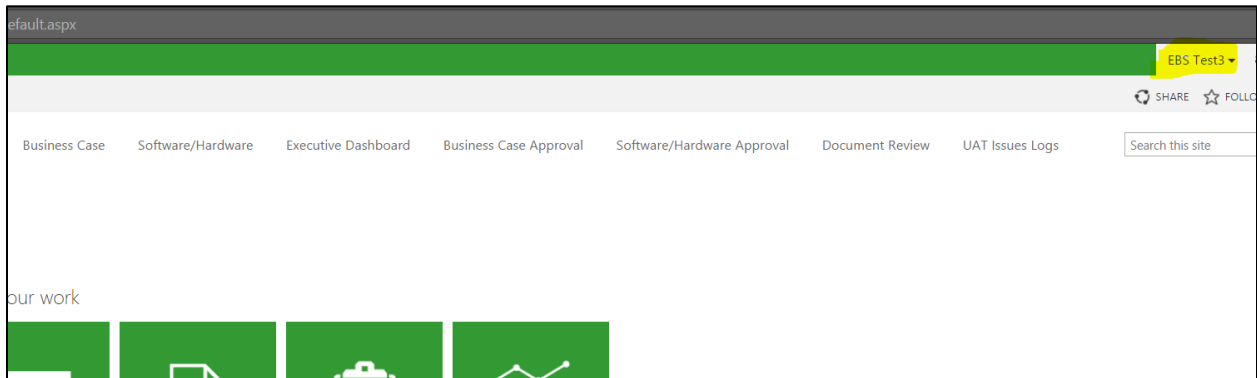 efault.aspx
EBS Test3
SHARE FOLLO
Business Case Software/Hardware Executive Dashboard Business Case Approval Software/Hardware Approval Document Review UAT Issues Logs Search this site
our work